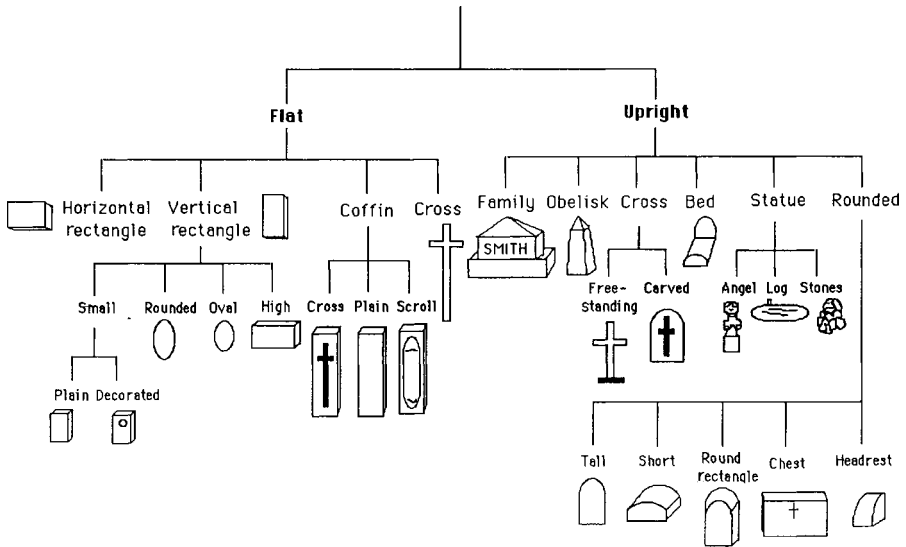 Flat
Upright
Horizontal
rectangle
Vertical
rectangle
Coffin
Cross
Family
Obelisk
Cross
Bed
Statue
Rounded
SMITH
Small
Rounded
Oval
High
Cross
Plain
Scroll
Free-
standing
Carved
Angel
Log
Stones
Plain
Decorated
Tall
Short
Round
rectangle
Chest
Headrest